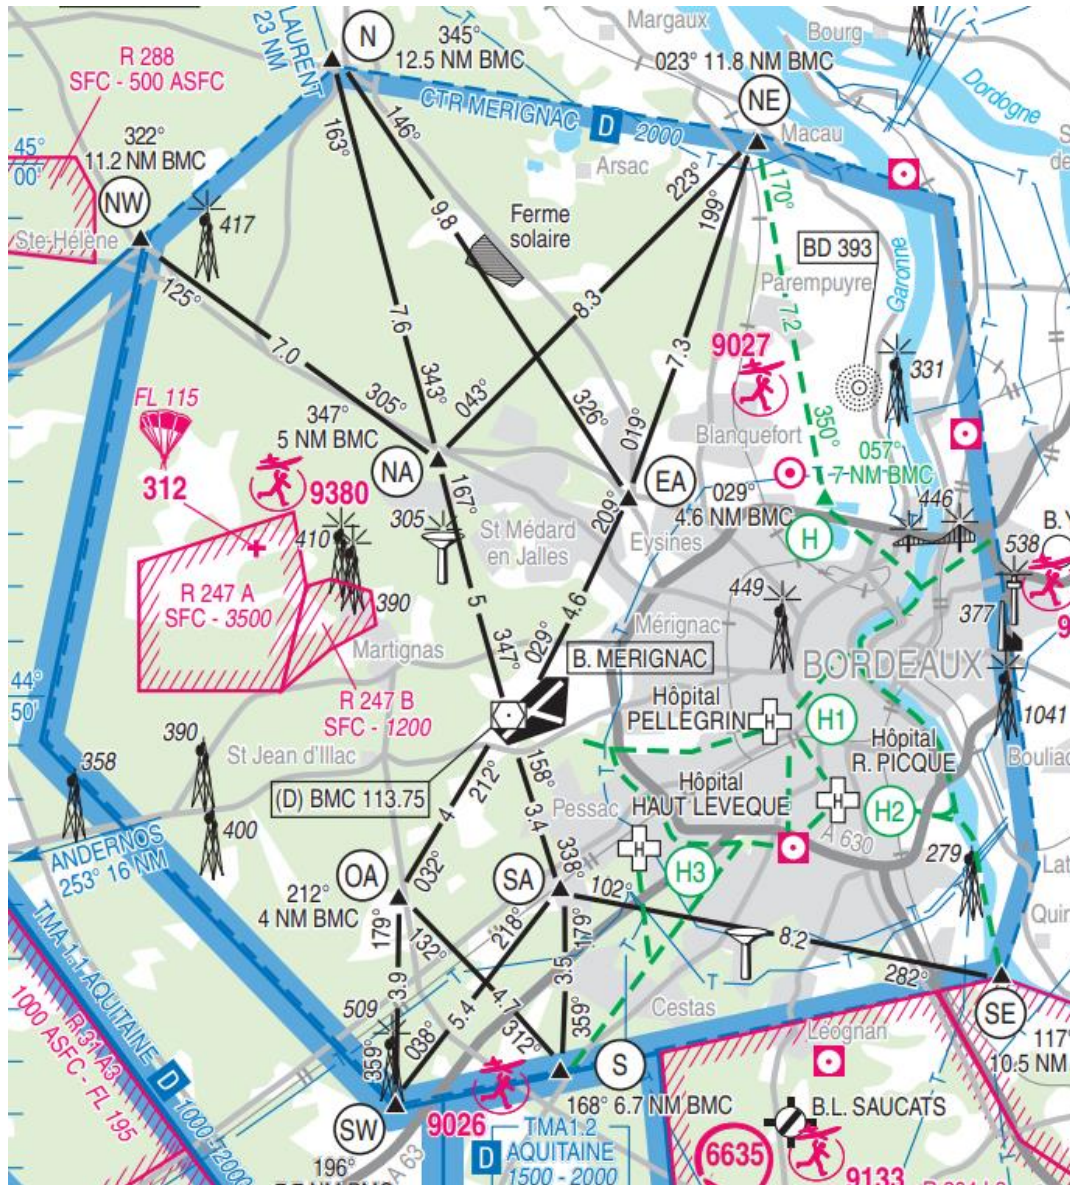 LAURENT
23 NM
N
345°
12.5 NM BMC
Margaux
Bourg
Dordogne
R 288
SFC - 500 ASFC
023° 11.8 NM BMC
NE
CTR MERIGNAC D 2000
Macau
45°
00'
322°
11.2 NM BMC
NW
163°
146°
Arsac
223°
199°
170°
417
Ste-Hélène
9.8
Ferme
solaire
BD 393
Parempuyre
Garonne
125°
7.0
7.6
8.3
7.3
7.2
9027
331
FL 115
312
305°
343°
043°
326°
019°
350°
347°
5 NM BMC
NA
Blanquefort
057°
7 NM BMC
9380
167°
EA
029°
4.6 NM BMC
446
410
305
St Médard
en Jalles
209°
Eysines
H
B.
538
R 247 A
SFC - 3500
390
5
4.6
449
377
9
Martignas
347°
029°
Mérignac
B. MERIGNAC
BORDEAUX
44°
50'
R 247 B
SFC - 1200
Hôpital
PELLEGRIN
H
H1
1041
390
St Jean d'Illac
Hôpital
R. PICQUE
Bouliac
358
(D) BMC 113.75
212°
158°
Pessac
Hôpital
HAUT LEVEQUE
H
H2
400
4
3.4
A 630
279
ANDERNOS
253° 16 NM
OA
032°
SA
338°
H
H3
212°
4 NM BMC
102°
179°
132°
218°
179°
8.2
282°
TMA 1.1 AQUITAINE
D
1000-2000
R 31 A3
1000 ASFC - FL 195
3.9
5.4
4.7
3.5
Cestas
SE
509
359°
038°
312°
359°
Léognan
117°
10.5 NM
S
SW
9026
168° 6.7 NM BMC
B.L. SAUCATS
196°
A 63
D
TMA1.2
AQUITAINE
1500 - 2000
6635
9133